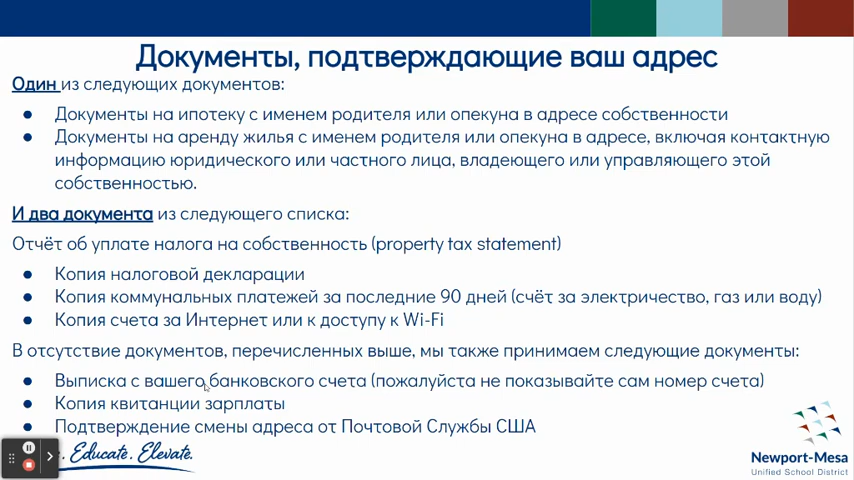 Документы, подтверждающие ваш адрес
Один из следующих документов:
● Документы на ипотеку с именем родителя или опекуна в адресе собственности
● Документы на аренду жилья с именем родителя или опекуна в адресе, включая контактную
информацию юридического или частного лица, владеющего или управляющего этой
собственностью.
И два документа из следующего списка:
Отчёт об уплате налога на собственность (property tax statement)
● Копия налоговой декларации
● Копия коммунальных платежей за последние 90 дней (счёт за электричество, газ или воду)
● Копия счета за Интернет или к доступу к Wi-Fi
В отсутствие документов, перечисленных выше, мы также принимаем следующие документы:
● Выписка с вашего банковского счета (пожалуйста не показывайте сам номер счета)
● Копия квитанции зарплаты
● Подтверждение смены адреса от Почтовой Службы США
. Educate. Elevate.
Newport-Mesa
Unified School District